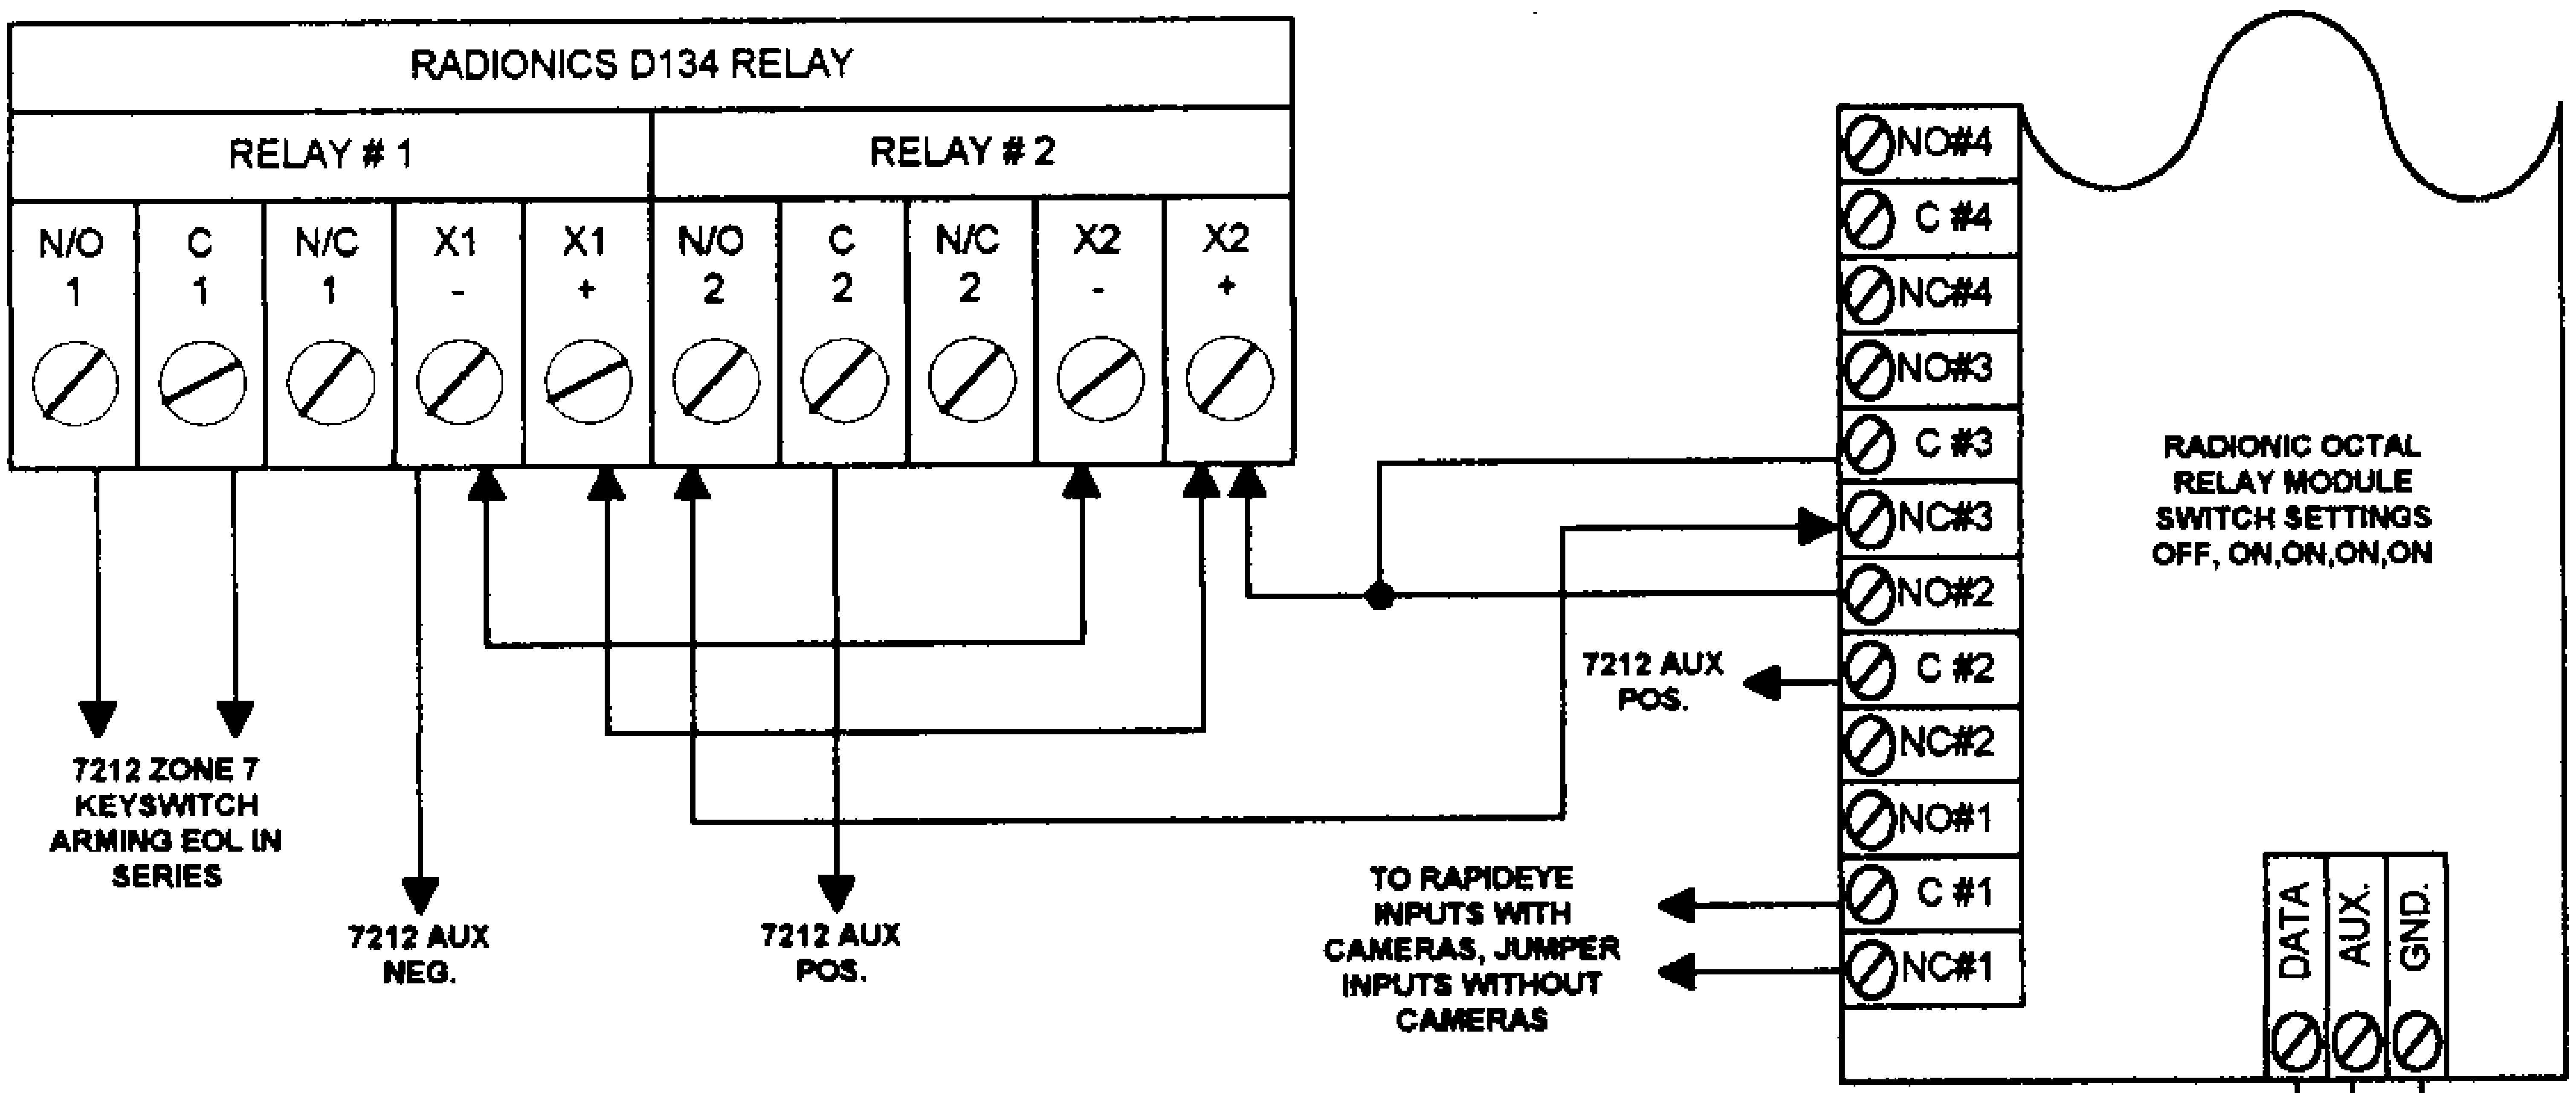 RADIONICS D134 RELAY
RELAY # 1
RELAY # 2
N/O
1
C
1
N/C
1
X1
-
X1
+
N/O
2
C
2
N/C
2
X2
-
X2
+
7212 ZONE 7
KEYSWITCH
ARMING EOL IN
SERIES
7212 AUX
NEG.
7212 AUX
POS.
7212 AUX
POS.
TO RAPIDEYE
INPUTS WITH
CAMERAS, JUMPER
INPUTS WITHOUT
CAMERAS
NO#4
C #4
NC#4
NO#3
C #3
NC#3
NO#2
C #2
NC#2
NO#1
C #1
NC#1
RADIONIC OCTAL
RELAY MODULE
SWITCH SETTINGS
OFF, ON,ON,ON,ON
DATA
AUX.
GND.